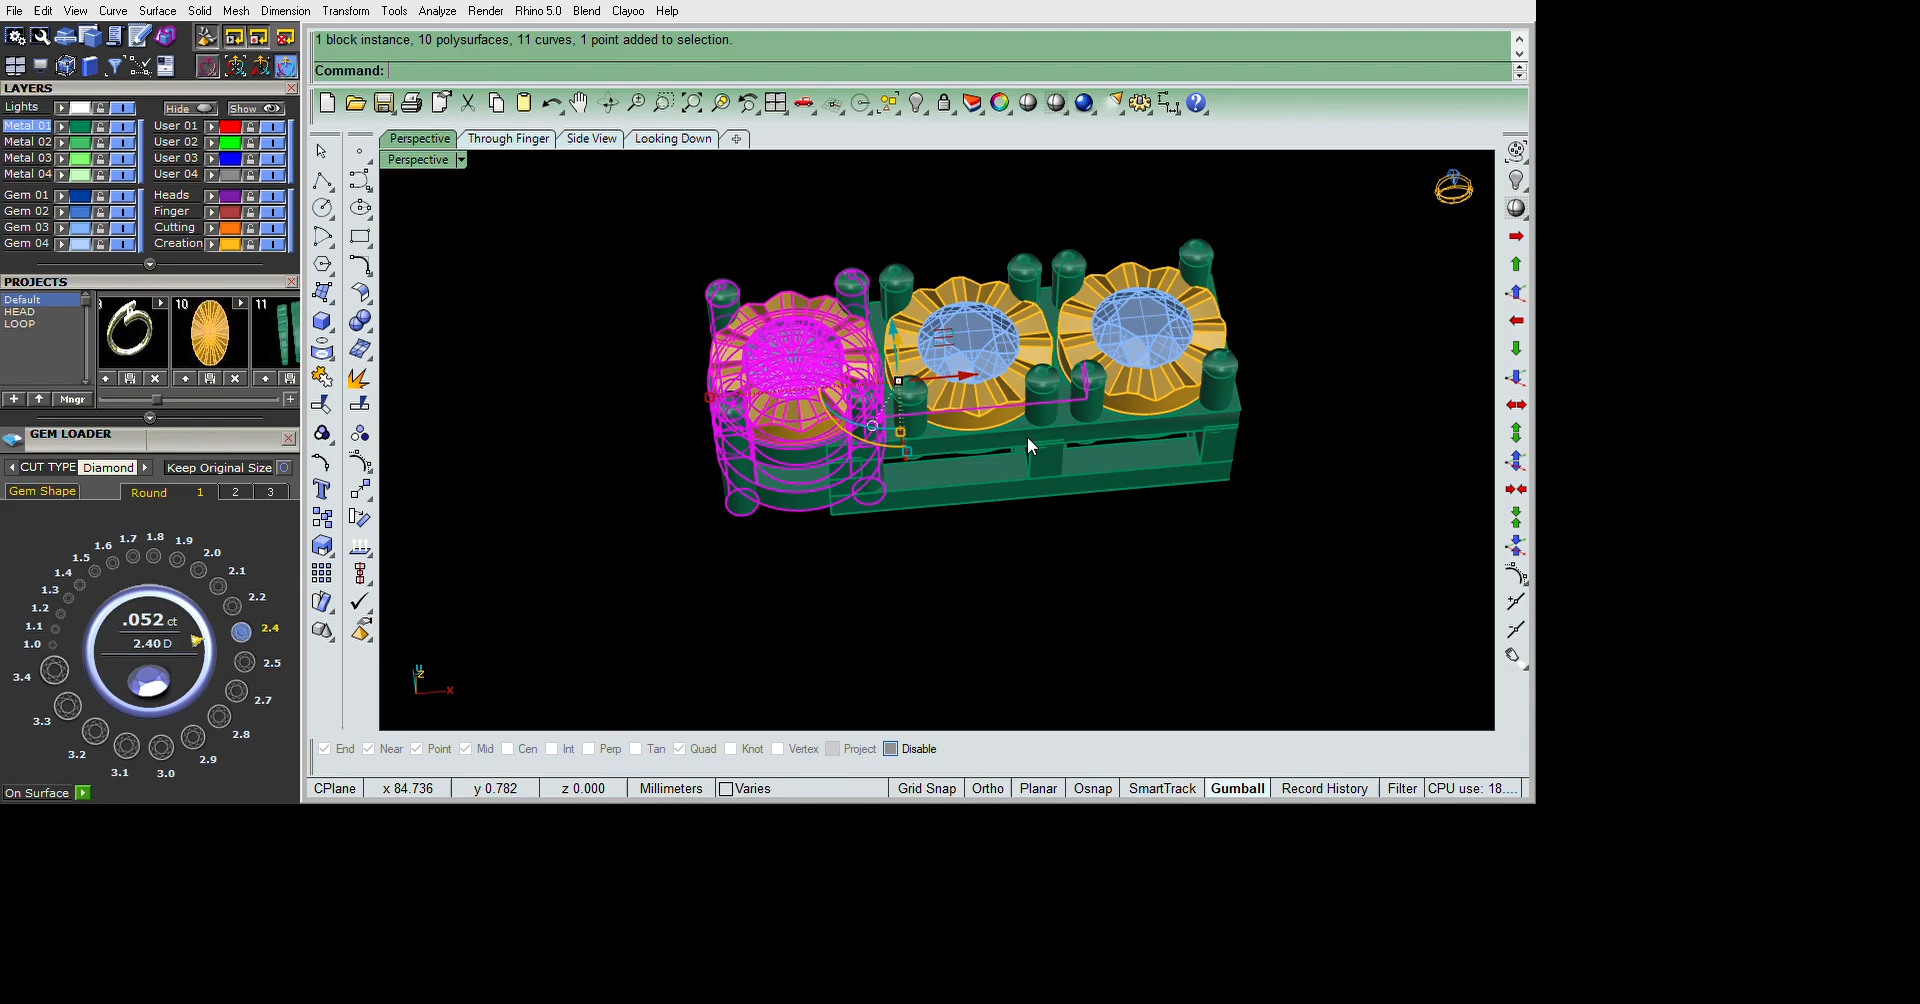 File Edit View Curve Surface Solid Mesh Dimension Transform Tools Analyze Render Rhino 5.0 Blend Clayoo Help
1 block instance, 10 polysurfaces, 11 curves, 1 point added to selection.
Command:
LAYERS
Lights Hide Show
Metal 01 User 01
Metal 02 User 02
Metal 03 User 03
Metal 04 User 04
Gem 01 Heads
Gem 02 Finger
Gem 03 Cutting
Gem 04 Creation
PROJECTS
Default
HEAD
LOOP
10 11
Mngr
GEM LOADER
CUT TYPE Diamond Keep Original Size
Gem Shape Round 1 2 3
1.0
1.1
1.2
1.3
1.4
1.5
1.6
1.7
1.8
1.9
2.0
2.1
2.2
2.4
2.5
2.7
2.8
2.9
3.0
3.1
3.2
3.3
3.4
.052 ct
2.40 D
On Surface
Perspective Through Finger Side View Looking Down
Perspective
z
x
End Near Point Mid Cen Int Perp Tan Quad Knot Vertex Project Disable
CPlane x 84.736 y 0.782 z 0.000 Millimeters Varies Grid Snap Ortho Planar Osnap SmartTrack Gumball Record History Filter CPU use: 18....